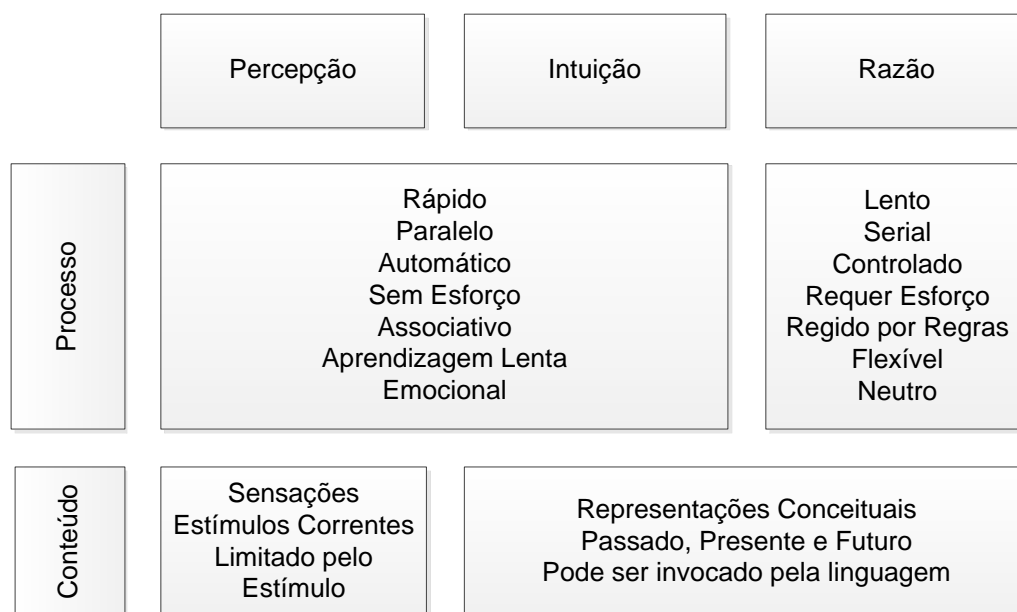 Percepção
Intuição
Razão
Processo
Rápido
Paralelo
Automático
Sem Esforço
Associativo
Aprendizagem Lenta
Emocional
Lento
Serial
Controlado
Requer Esforço
Regido por Regras
Flexível
Neutro
Conteúdo
Sensações
Estímulos Correntes
Limitado pelo
Estímulo
Representações Conceituais
Passado, Presente e Futuro
Pode ser invocado pela linguagem